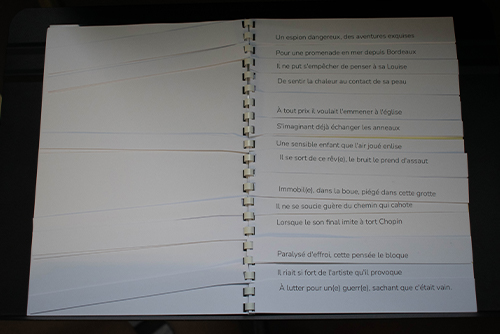 Un espion dangereux, des aventures exquises
Pour une promenade en mer depuis Bordeaux
Il ne put s'empêcher de penser à sa Louise
De sentir la chaleur au contact de sa peau
À tout prix il voulait l'emmener à l'église
S'imaginant déjà échanger les anneaux
Une sensible enfant que l'air joué enlise
Il se sort de ce rêv(e), le bruit le prend d'assaut
Immobil(e), dans la boue, piégé dans cette grotte
Il ne se soucie guère du chemin qui cahote
Lorsque le son final imite à tort Chopin
Paralysé d'effroi, cette pensée le bloque
Il riait si fort de l'artiste qu'il provoque
À lutter pour un(e) guerr(e), sachant que c'était vain.